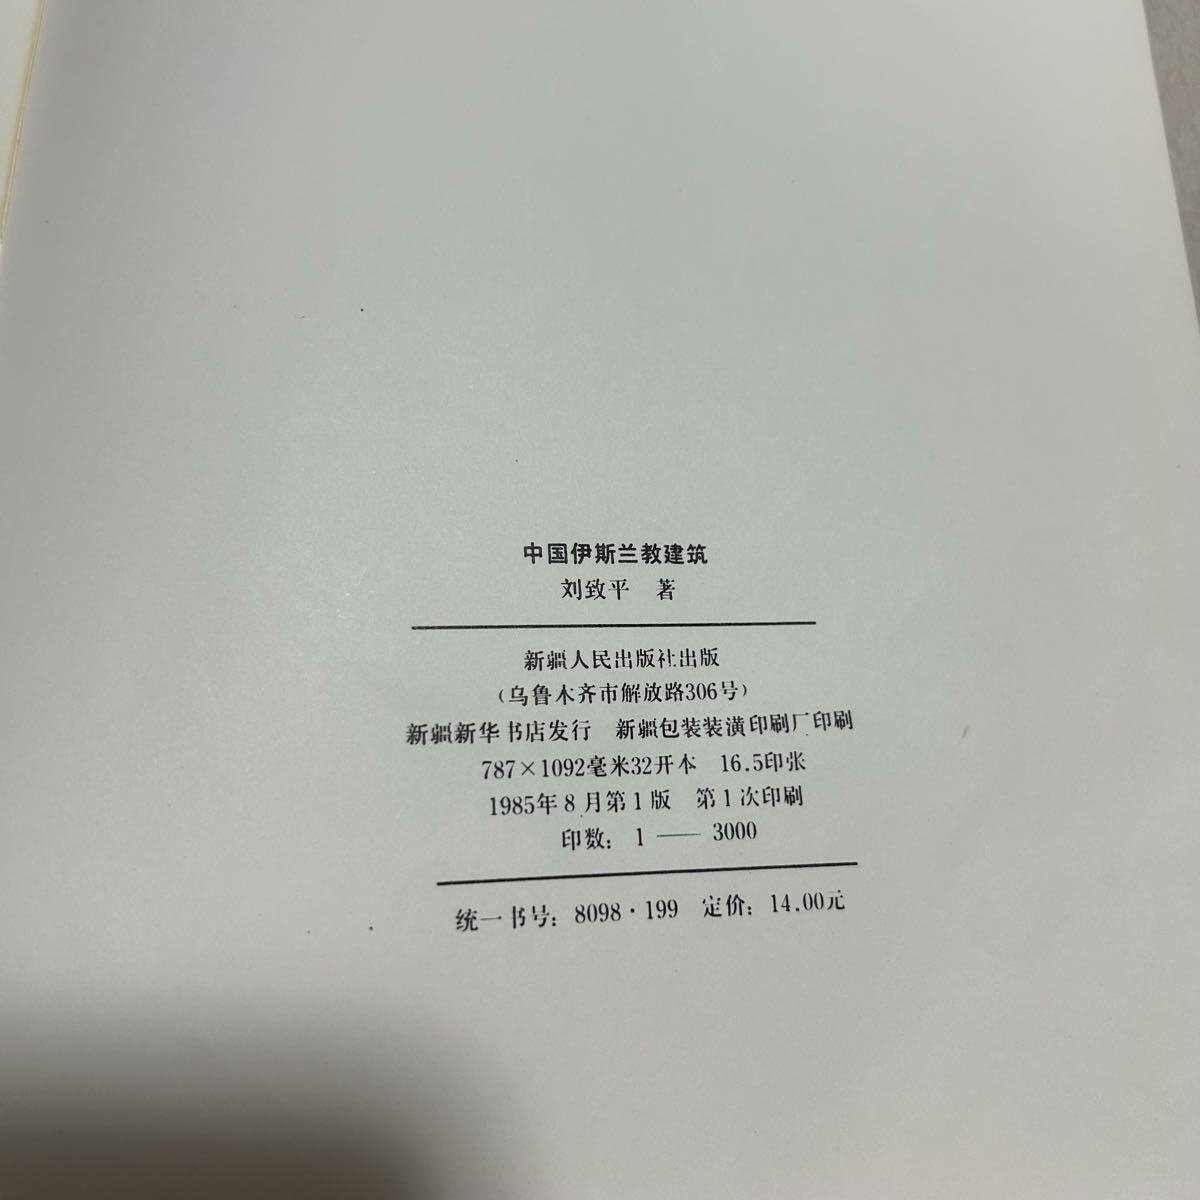 中国伊斯兰教建筑
刘致平 著
新疆人民出版社出版
(乌鲁木齐市解放路306号)
新疆新华书店发行 新疆包装装潢印刷厂印刷
787×1092毫米32开本 16.5印张
1985年8月第1版 第1次印刷
印数：1——3000
统一书号：8098·199 定价：14.00元